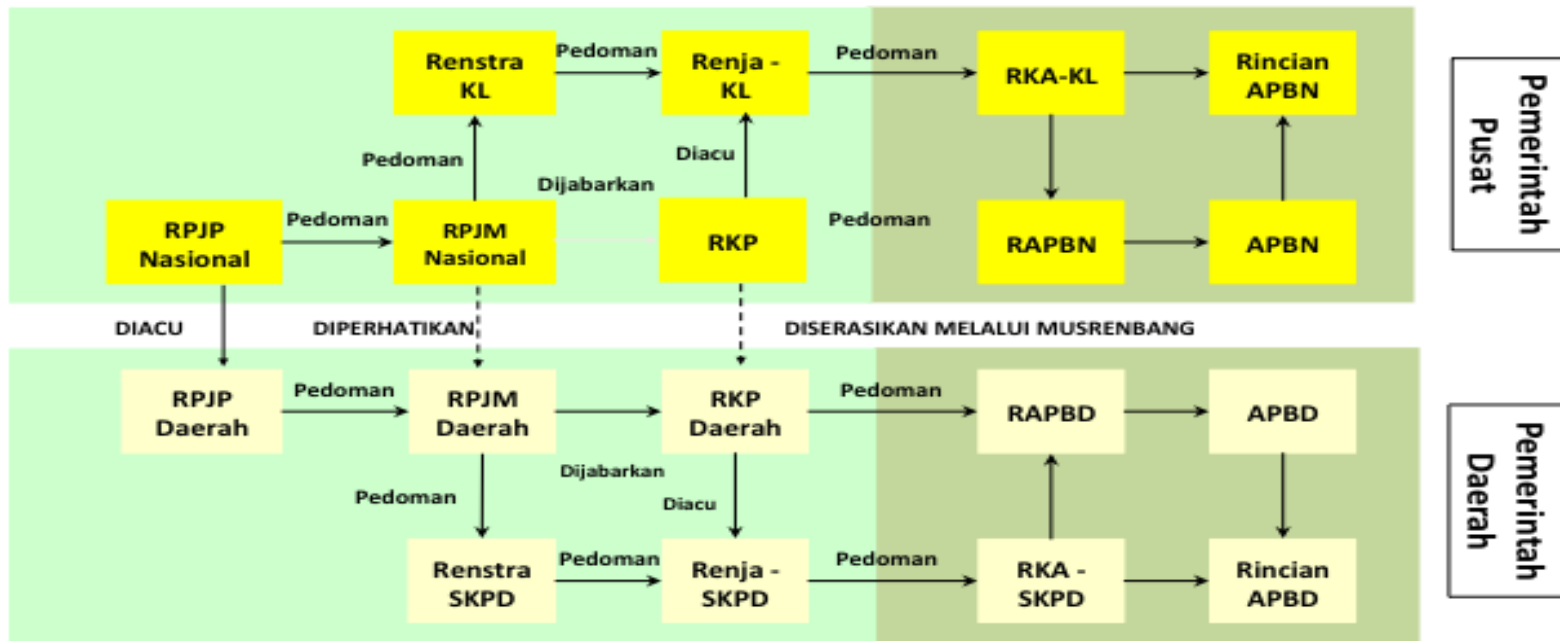 Renstra
KL
Pedoman
Renja -
KL
Pedoman
RKA-KL
Rincian
APBN
Pedoman
Dijabarkan
Diacu
RPJP
Nasional
Pedoman
RPJM
Nasional
RKP
Pedoman
RAPBN
APBN
Pemerintah
Pusat
DIACU
DIPERHATIKAN
DISERASIKAN MELALUI MUSRENBANG
RPJP
Daerah
Pedoman
RPJM
Daerah
RKP
Daerah
Pedoman
RAPBD
APBD
Pedoman
Dijabarkan
Diacu
Renstra
SKPD
Pedoman
Renja -
SKPD
Pedoman
RKA -
SKPD
Rincian
APBD
Pemerintah
Daerah